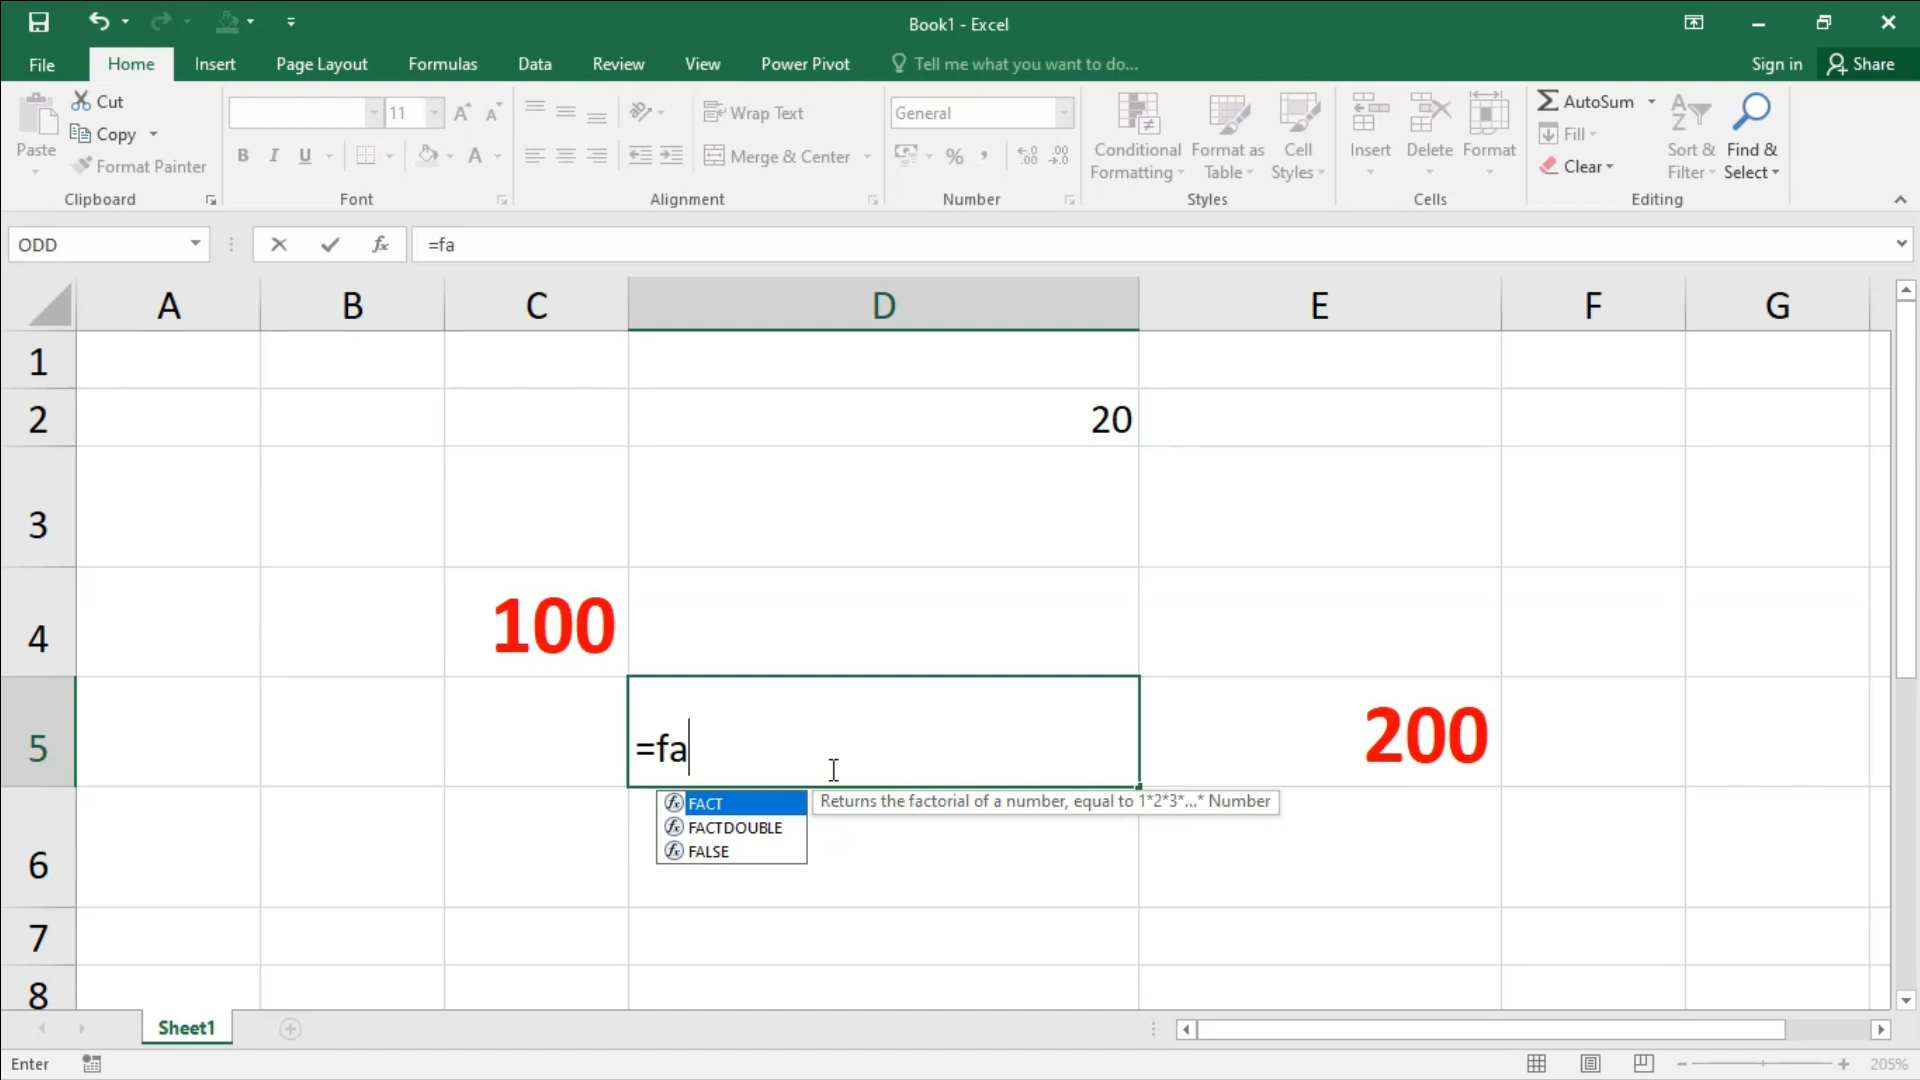 Book1 - Excel
File Home Insert Page Layout Formulas Data Review View Power Pivot Tell me what you want to do... Sign in Share
Paste
Cut
Copy
Format Painter
Clipboard
11
B I U
A
Font
Wrap Text
Merge & Center
Alignment
General
%
Number
Conditional Formatting
Format as Table
Cell Styles
Styles
Insert
Delete
Format
Cells
AutoSum
Fill
Clear
Sort & Filter
Find & Select
Editing
ODD fx =fa
A B C D E F G
1
2 20
3
4 100
5 =fa 200
FACT Returns the factorial of a number, equal to 1*2*3*...* Number
FACTDOUBLE
FALSE
6
7
8
Sheet1
Enter 205%